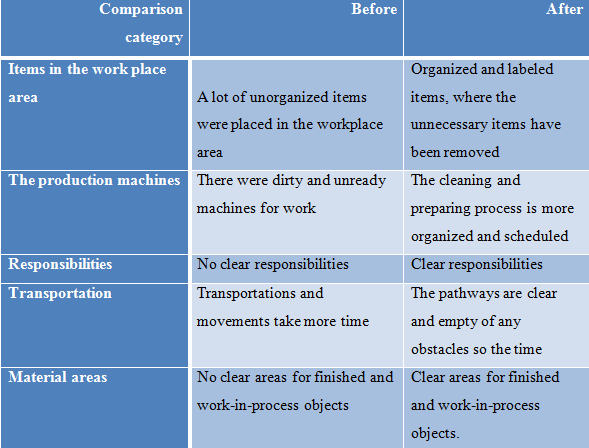 Comparison category
Before
After
Items in the work place area
A lot of unorganized items
were placed in the workplace
area
Organized and labeled
items, where the
unnecessary items have
been removed
The production machines
There were dirty and unready
machines for work
The cleaning and
preparing process is more
organized and scheduled
Responsibilities
No clear responsibilities
Clear responsibilities
Transportation
Transportations and
movements take more time
The pathways are clear
and empty of any
obstacles so the time
Material areas
No clear areas for finished and
work-in-process objects
Clear areas for finished
and work-in-process
objects.